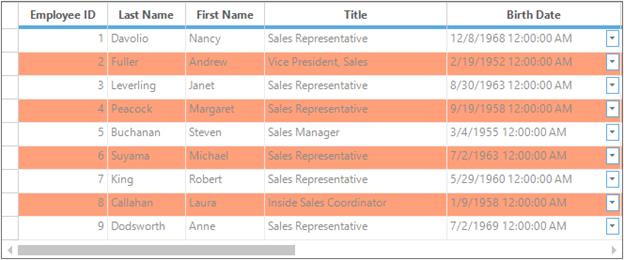 Employee ID Last Name First Name Title Birth Date
1 Davolio Nancy Sales Representative 12/8/1968 12:00:00 AM
2 Fuller Andrew Vice President, Sales 2/19/1952 12:00:00 AM
3 Leverling Janet Sales Representative 8/30/1963 12:00:00 AM
4 Peacock Margaret Sales Representative 9/19/1958 12:00:00 AM
5 Buchanan Steven Sales Manager 3/4/1955 12:00:00 AM
6 Suyama Michael Sales Representative 7/2/1963 12:00:00 AM
7 King Robert Sales Representative 5/29/1960 12:00:00 AM
8 Callahan Laura Inside Sales Coordinator 1/9/1958 12:00:00 AM
9 Dodsworth Anne Sales Representative 7/2/1969 12:00:00 AM